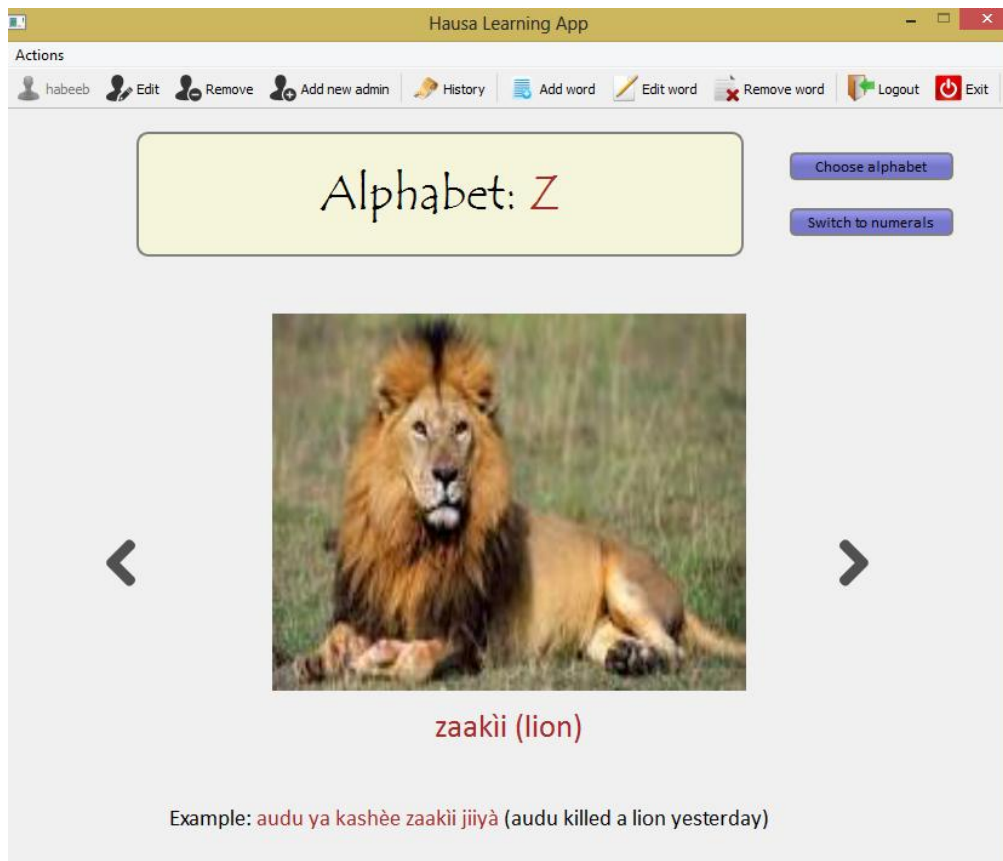 Hausa Learning App
Actions
habeeb Edit Remove Add new admin History Add word Edit word Remove word Logout Exit
Alphabet: Z
Choose alphabet
Switch to numerals
zaakìi (lion)
Example: audu ya kashèe zaakìi jiiyà (audu killed a lion yesterday)